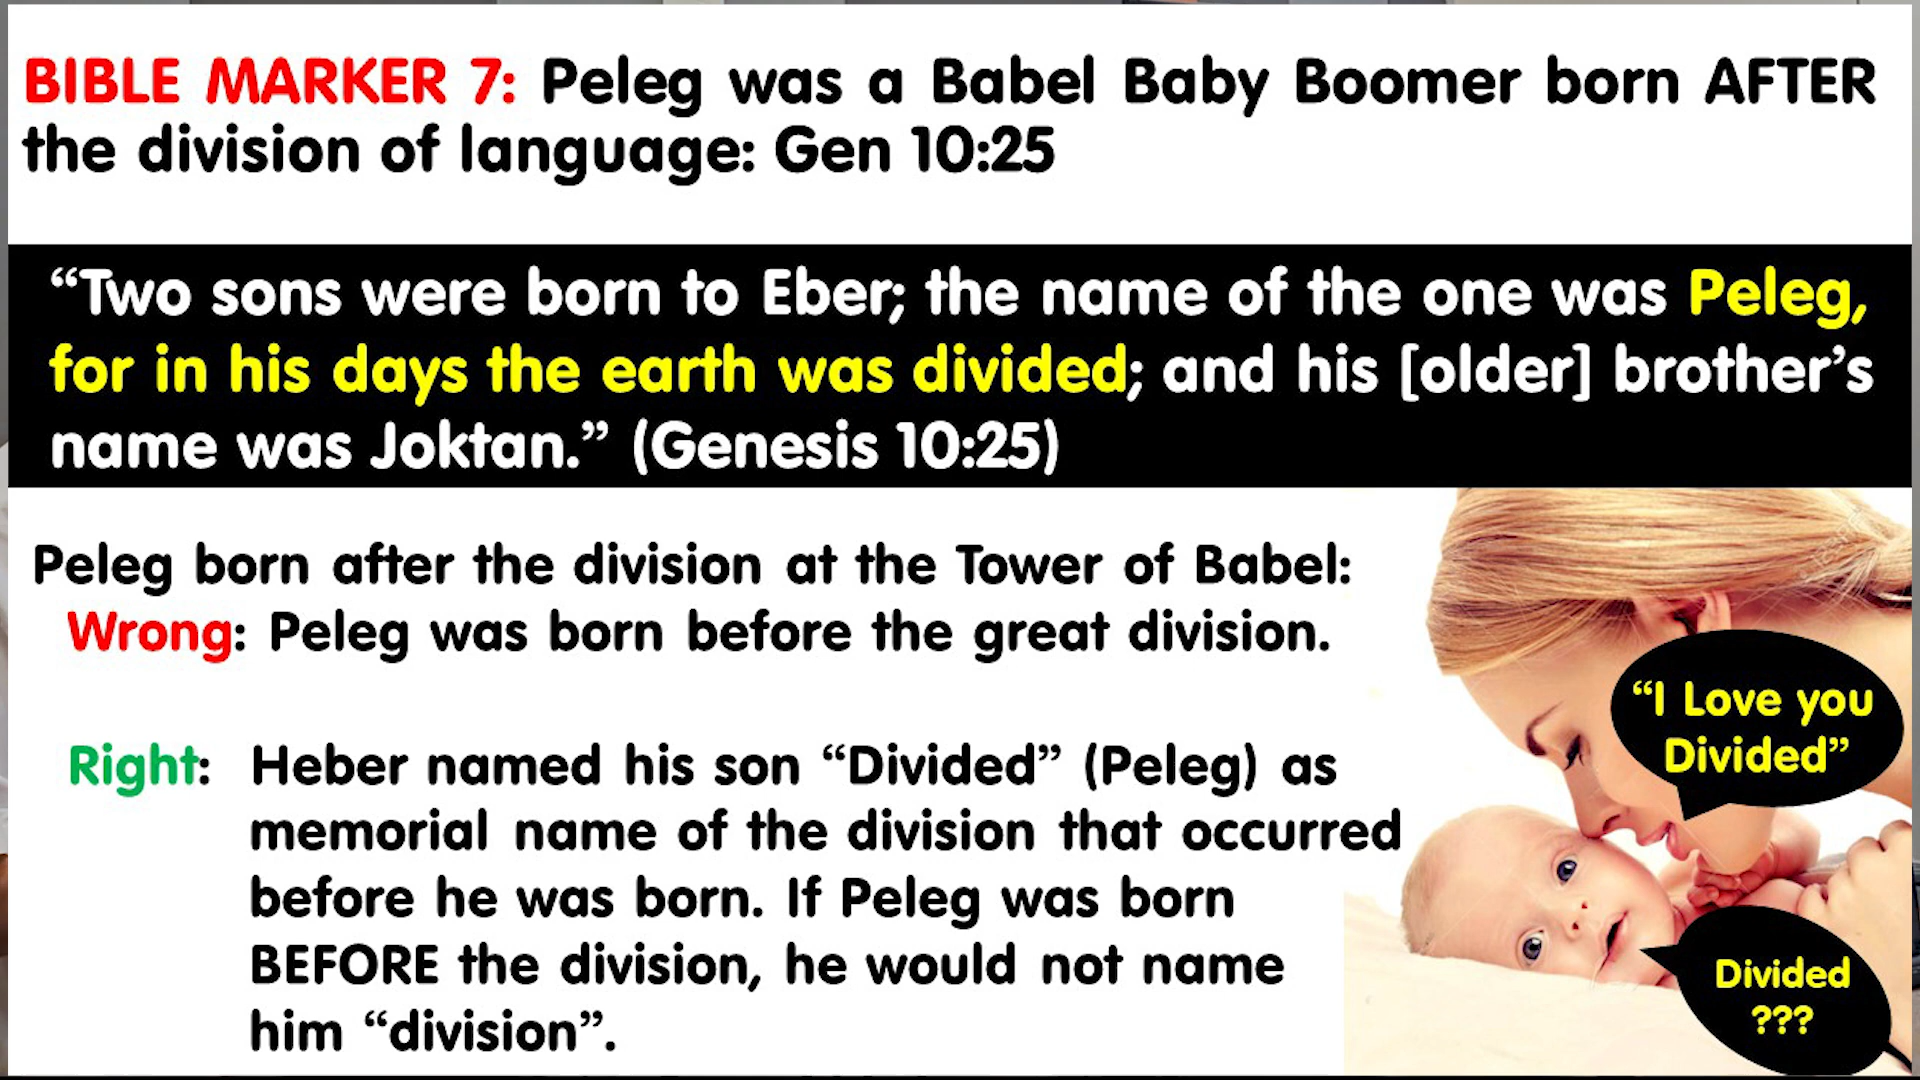 BIBLE MARKER 7: Peleg was a Babel Baby Boomer born AFTER
the division of language: Gen 10:25
“Two sons were born to Eber; the name of the one was Peleg,
for in his days the earth was divided; and his [older] brother’s
name was Joktan.” (Genesis 10:25)
Peleg born after the division at the Tower of Babel:
Wrong: Peleg was born before the great division.
Right: Heber named his son “Divided” (Peleg) as
memorial name of the division that occurred
before he was born. If Peleg was born
BEFORE the division, he would not name
him “division”.
“I Love you
Divided”
Divided
???